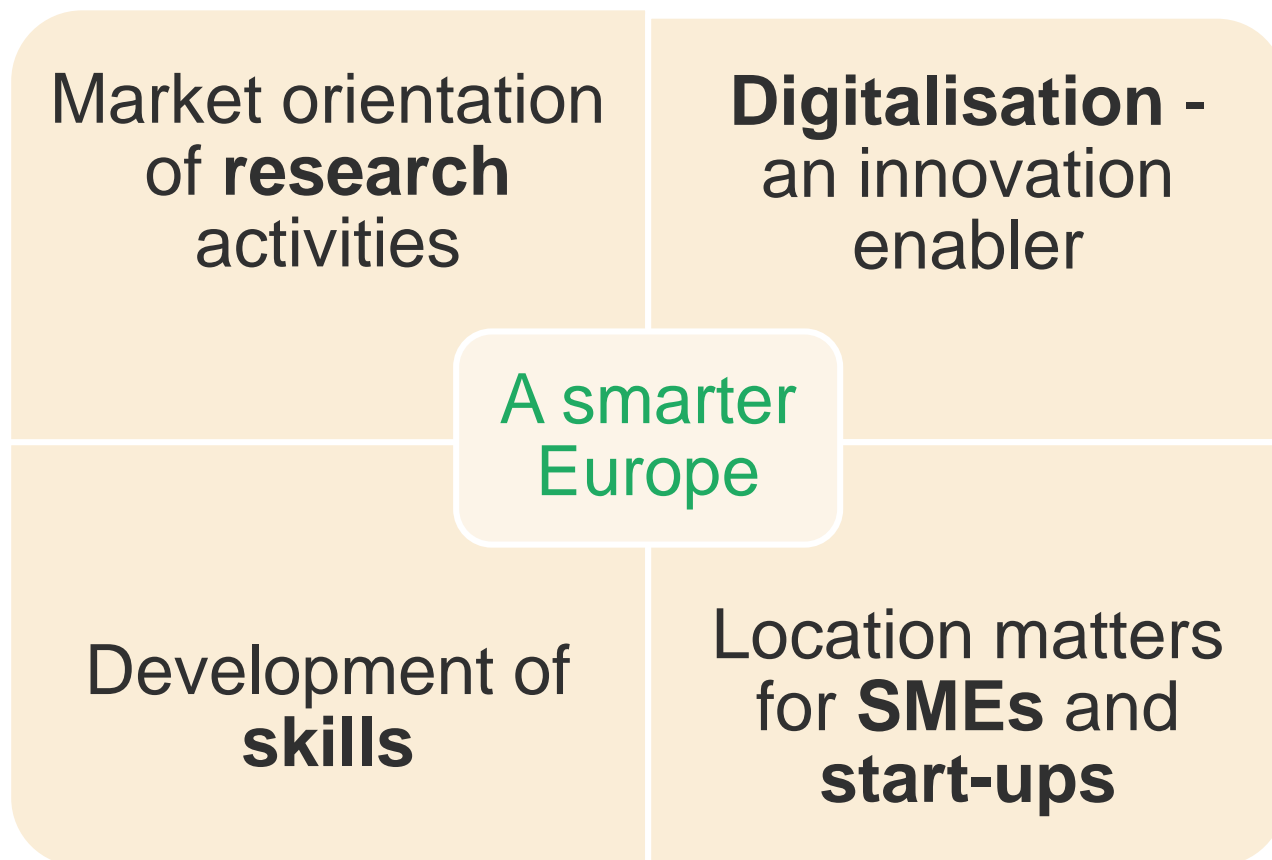 Market orientation
of research
activities
Digitalisation -
an innovation
enabler
A smarter
Europe
Development of
skills
Location matters
for SMEs and
start-ups